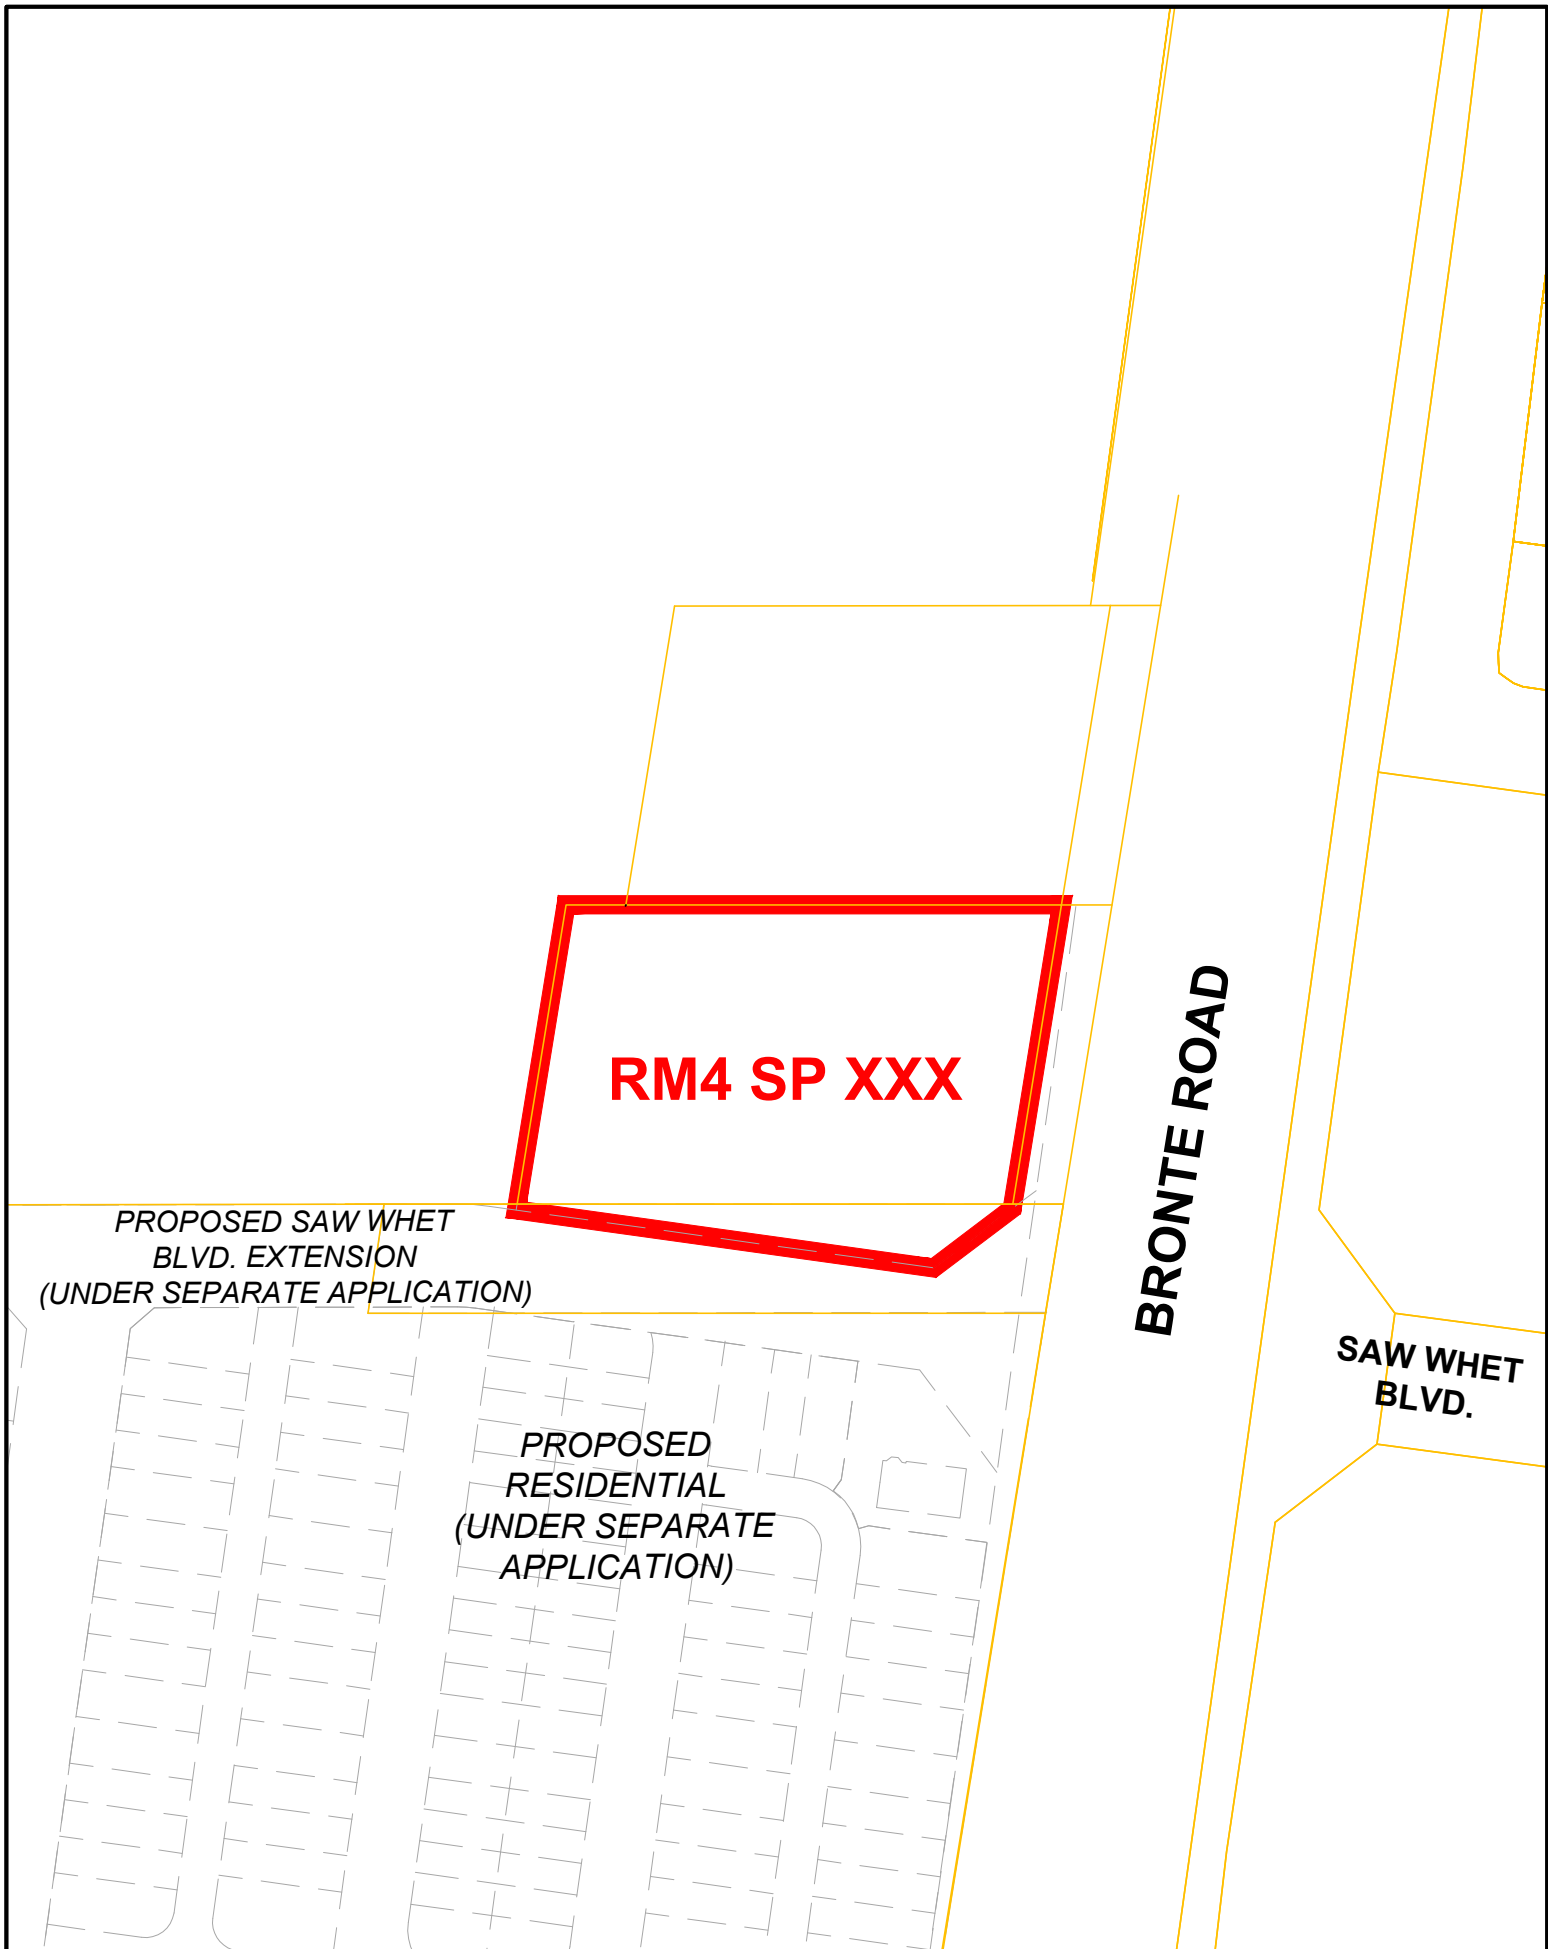 RM4 SP XXX
BRONTE ROAD
PROPOSED SAW WHET
BLVD. EXTENSION
(UNDER SEPARATE APPLICATION)
SAW WHET
BLVD.
PROPOSED
RESIDENTIAL
(UNDER SEPARATE
APPLICATION)